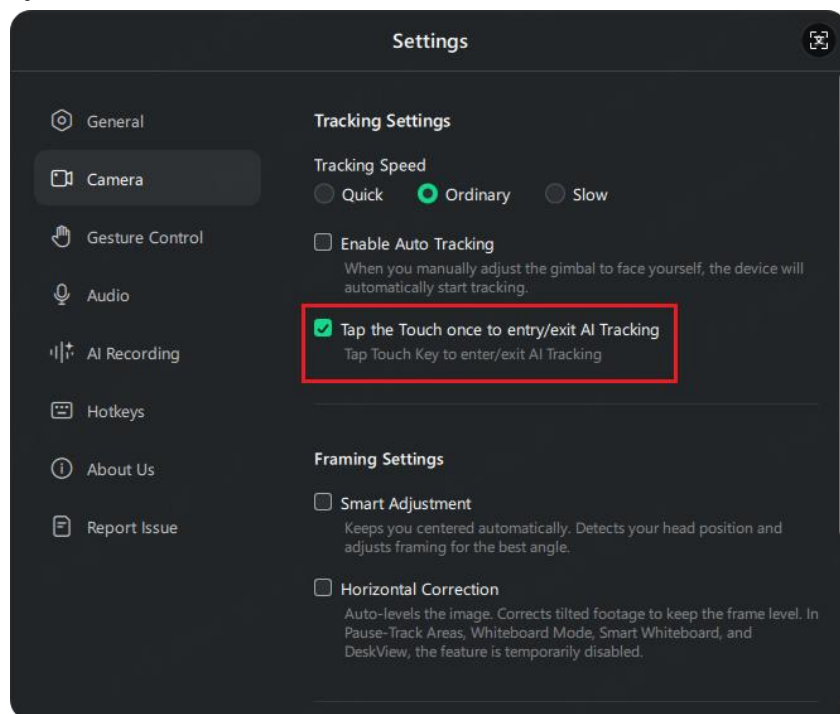 Settings
General
Camera
Gesture Control
Audio
AI Recording
Hotkeys
About Us
Report Issue
Tracking Settings
Tracking Speed
Quick Ordinary Slow
Enable Auto Tracking
When you manually adjust the gimbal to face yourself, the device will
automatically start tracking.
Tap the Touch once to entry/exit AI Tracking
Tap Touch Key to enter/exit AI Tracking
Framing Settings
Smart Adjustment
Keeps you centered automatically. Detects your head position and
adjusts framing for the best angle.
Horizontal Correction
Auto-levels the image. Corrects tilted footage to keep the frame level. In
Pause-Track Areas, Whiteboard Mode, Smart Whiteboard, and
DeskView, the feature is temporarily disabled.